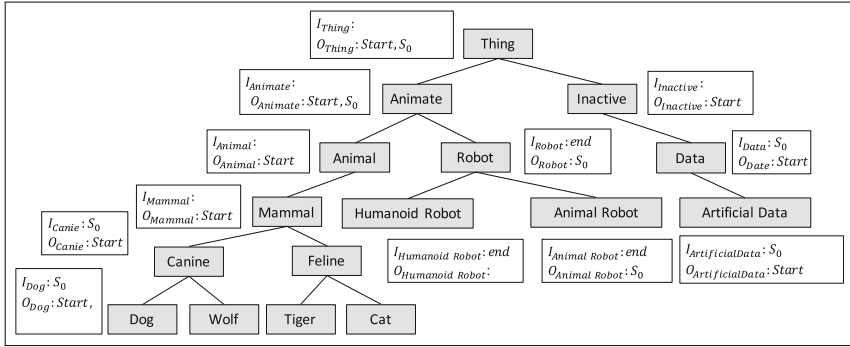 I_Thing:
O_Thing: Start, S_0
Thing
I_Animate:
O_Animate: Start, S_0
Animate
Inactive
I_Inactive:
O_Inactive: Start
I_Animal:
O_Animal: Start
Animal
Robot
I_Robot: end
O_Robot: S_0
Data
I_Data: S_0
O_Date: Start
I_Mammal:
O_Mammal: Start
Mammal
Humanoid Robot
Animal Robot
Artificial Data
I_Canie: S_0
O_Canie: Start
Canine
Feline
I_Humanoid Robot: end
O_Humanoid Robot:
I_Animal Robot: end
O_Animal Robot: S_0
I_ArtificialData: S_0
O_ArtificialData: Start
I_Dog: S_0
O_Dog: Start,
Dog
Wolf
Tiger
Cat